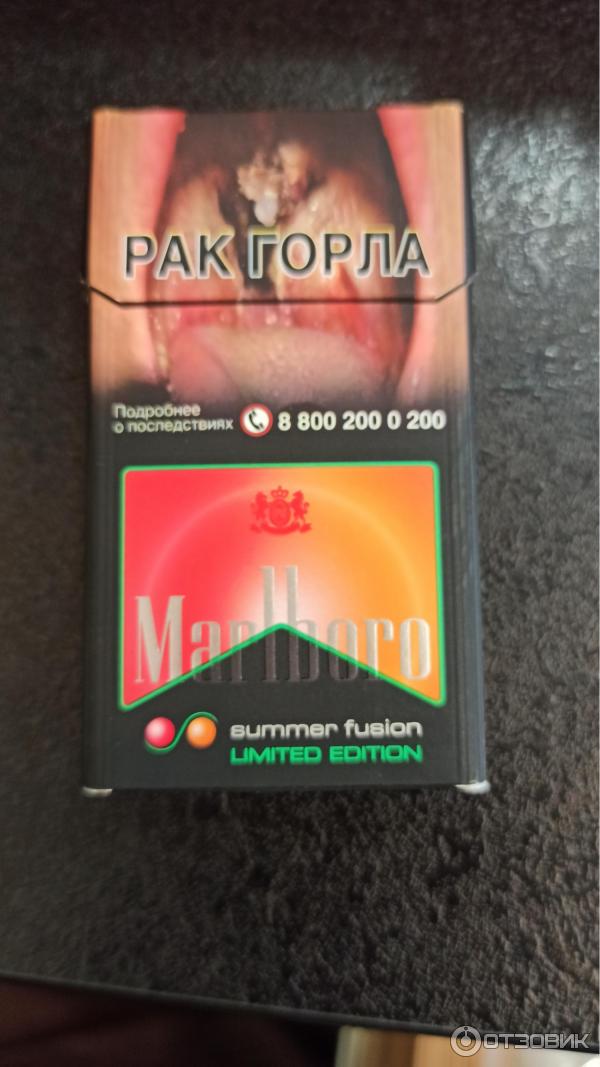 РАК ГОРЛА
Подробнее
о последствиях 8 800 200 0 200
Marlboro
summer fusion
LIMITED EDITION
ОТЗОВИК